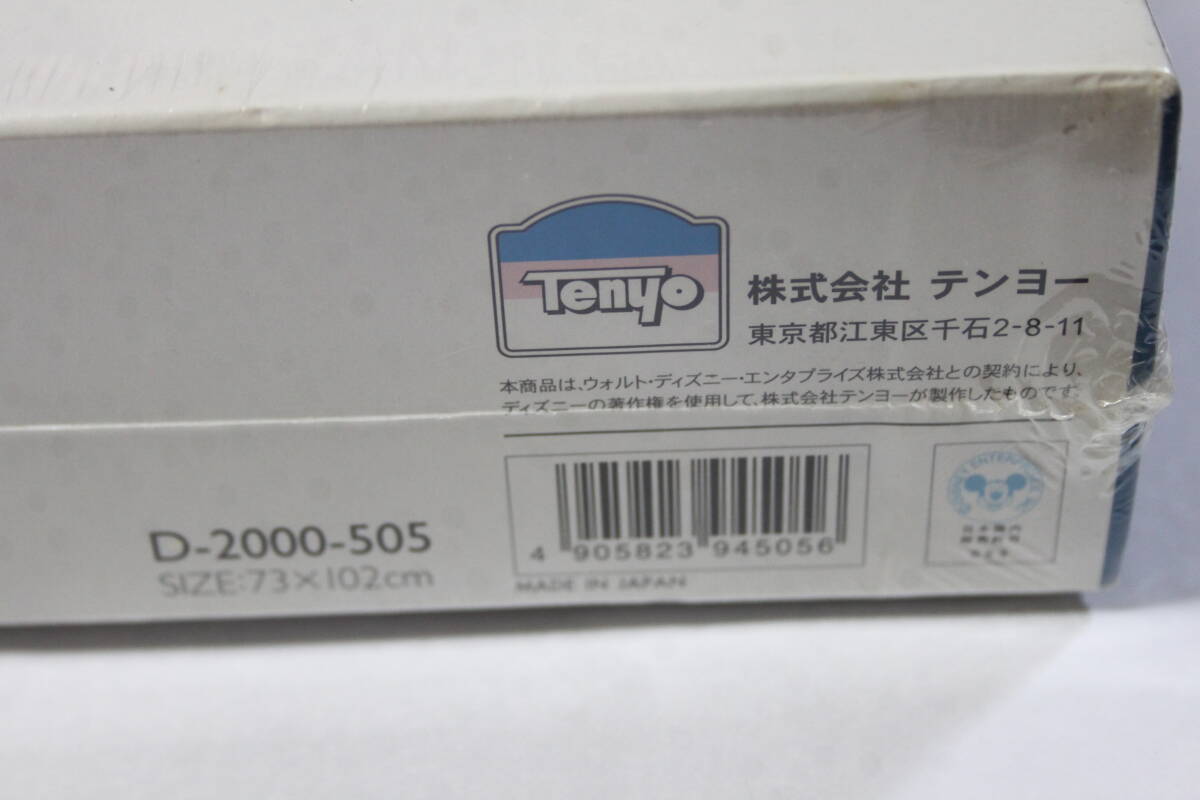 Tenyo
株式会社 テンヨー
東京都江東区千石2-8-11
本商品は、ウォルト・ディズニー・エンタプライズ株式会社との契約により、
ディズニーの著作権を使用して、株式会社テンヨーが製作したものです。
D-2000-505
SIZE:73×102cm
4 905823 945056
MADE IN JAPAN